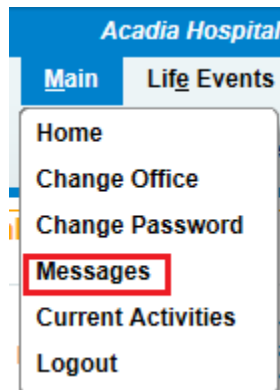 Acadia Hospital
Main Life Events
Home
Change Office
Change Password
Messages
Current Activities
Logout